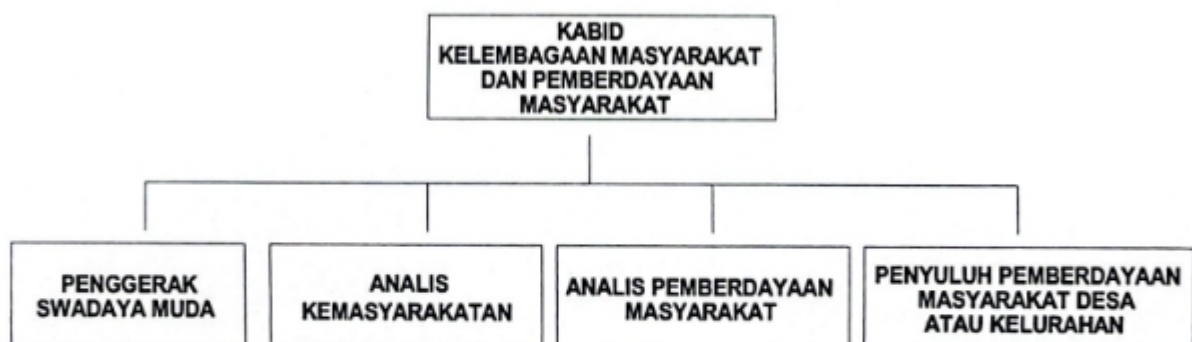 KABID
KELEMBAGAAN MASYARAKAT
DAN PEMBERDAYAAN
MASYARAKAT
PENGGERAK
SWADAYA MUDA
ANALIS
KEMASYARAKATAN
ANALIS PEMBERDAYAAN
MASYARAKAT
PENYULUH PEMBERDAYAAN
MASYARAKAT DESA
ATAU KELURAHAN